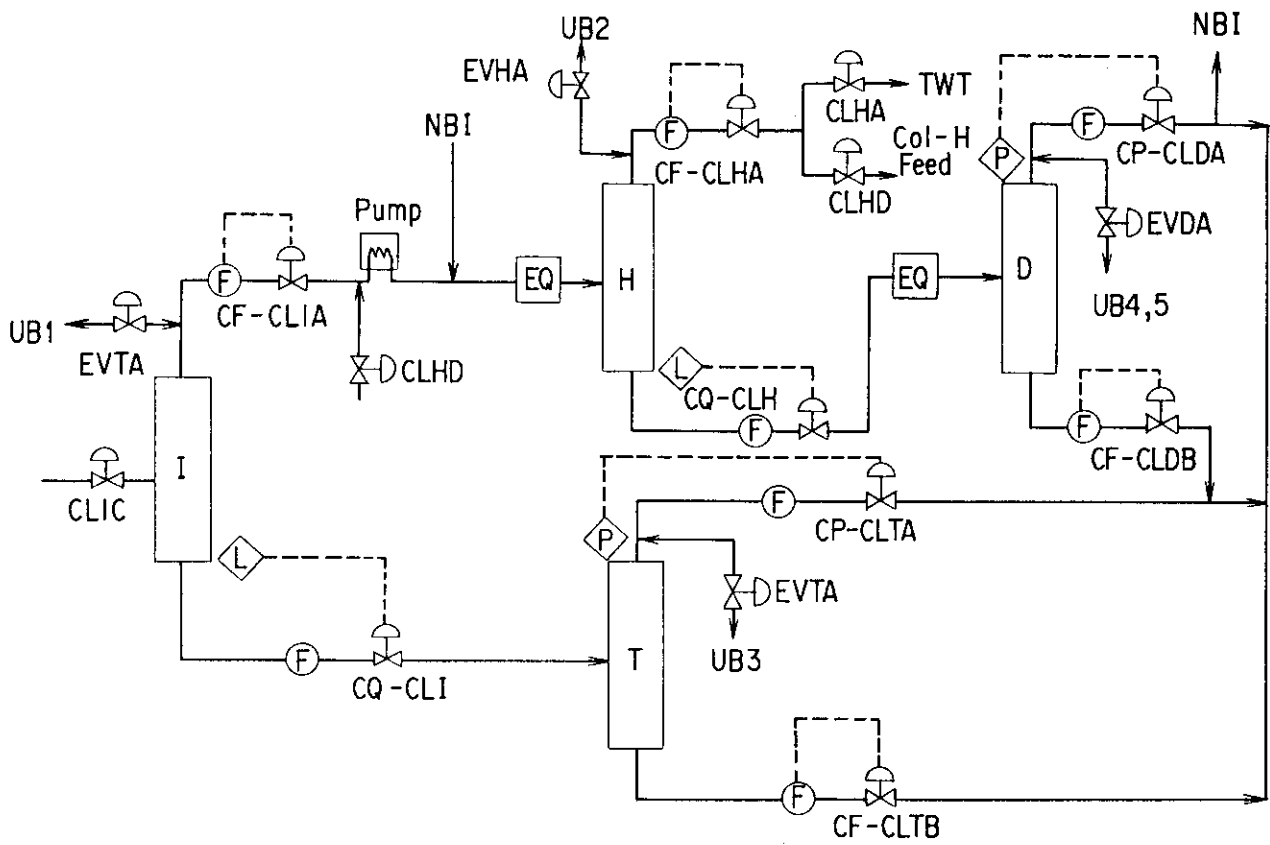 UB2
NBI
EVHA
CLHA
TWT
NBI
F
CF-CLHA
Col-H
Feed
CLHD
P
F
CP-CLDA
Pump
F
CF-CLIA
EQ
H
EQ
D
EVDA
UB4,5
UB1
EVTA
CLHD
L
CQ-CLH
F
F
CF-CLDB
I
CLIC
P
F
CP-CLTA
L
EVTA
UB3
F
CQ-CLI
T
F
CF-CLTB